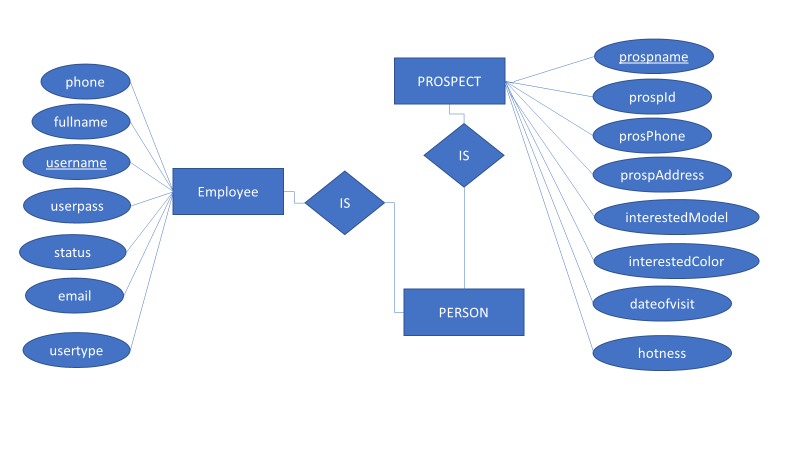 phone
fullname
username
userpass
status
email
usertype
Employee
IS
PROSPECT
IS
PERSON
prospname
prospId
prosPhone
prospAddress
interestedModel
interestedColor
dateofvisit
hotness